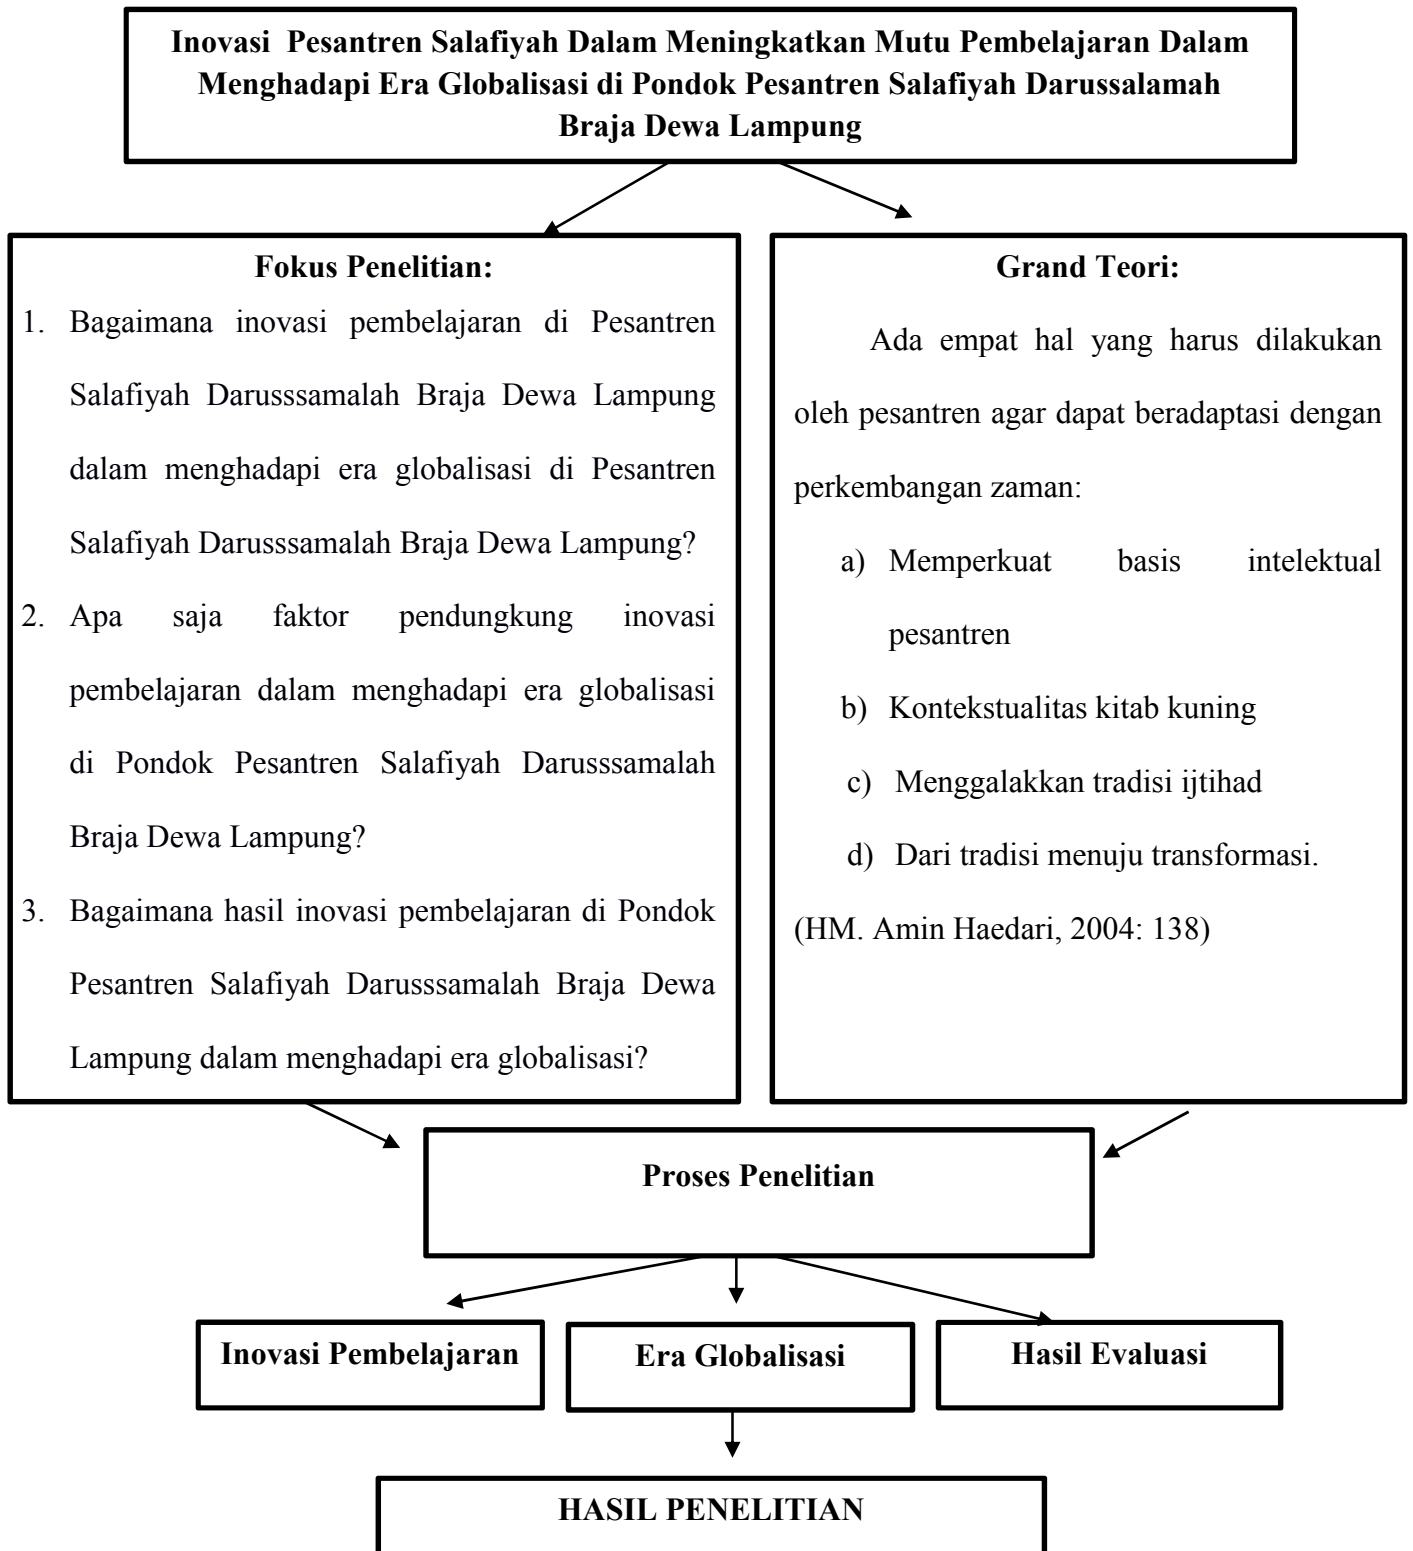 Inovasi Pesantren Salafiyah Dalam Meningkatkan Mutu Pembelajaran Dalam
Menghadapi Era Globalisasi di Pondok Pesantren Salafiyah Darussalamah
Braja Dewa Lampung
Fokus Penelitian:
1. Bagaimana inovasi pembelajaran di Pesantren
Salafiyah Darusssamalah Braja Dewa Lampung
dalam menghadapi era globalisasi di Pesantren
Salafiyah Darusssamalah Braja Dewa Lampung?
2. Apa saja faktor pendungkung inovasi
pembelajaran dalam menghadapi era globalisasi
di Pondok Pesantren Salafiyah Darusssamalah
Braja Dewa Lampung?
3. Bagaimana hasil inovasi pembelajaran di Pondok
Pesantren Salafiyah Darusssamalah Braja Dewa
Lampung dalam menghadapi era globalisasi?
Grand Teori:
Ada empat hal yang harus dilakukan
oleh pesantren agar dapat beradaptasi dengan
perkembangan zaman:
a) Memperkuat basis intelektual
pesantren
b) Kontekstualitas kitab kuning
c) Menggalakkan tradisi ijtihad
d) Dari tradisi menuju transformasi.
(HM. Amin Haedari, 2004: 138)
Proses Penelitian
Inovasi Pembelajaran
Era Globalisasi
Hasil Evaluasi
HASIL PENELITIAN